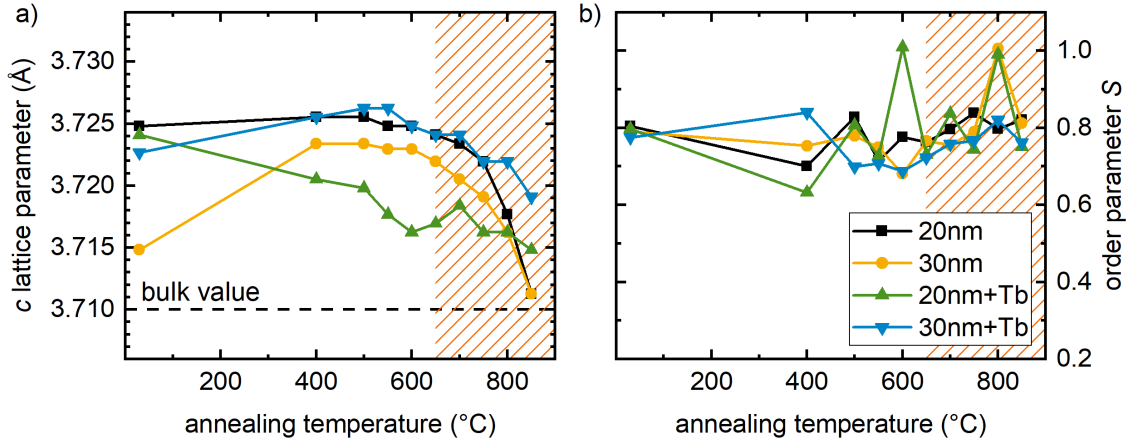 a)
c lattice parameter (Å)
3.730
3.725
3.720
3.715
3.710
bulk value
200
400
600
800
annealing temperature (°C)
b)
20nm
30nm
20nm+Tb
30nm+Tb
200
400
600
800
annealing temperature (°C)
1.0
0.8
0.6
0.4
0.2
order parameter S